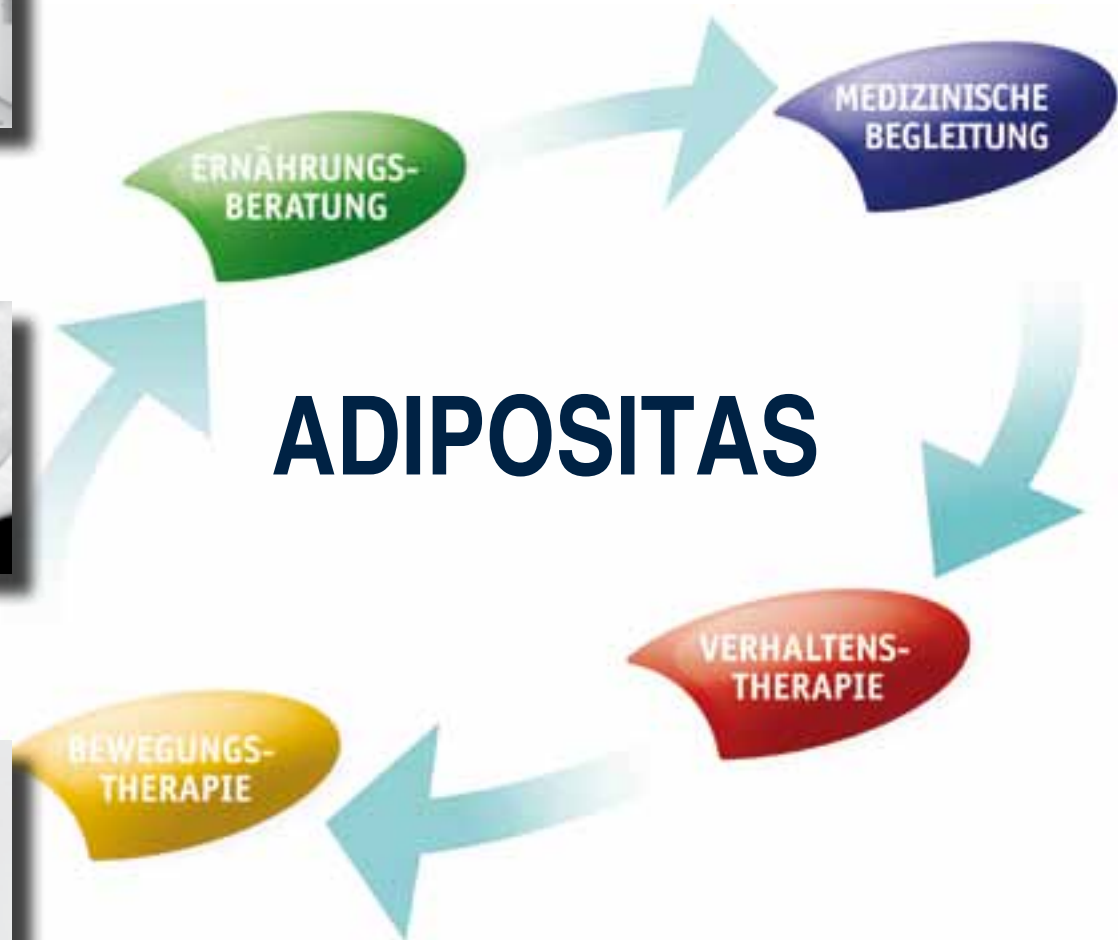 ERNÄHRUNGS-
BERATUNG
MEDIZINISCHE
BEGLEITUNG
ADIPOSITAS
VERHALTENS-
THERAPIE
BEWEGUNGS-
THERAPIE